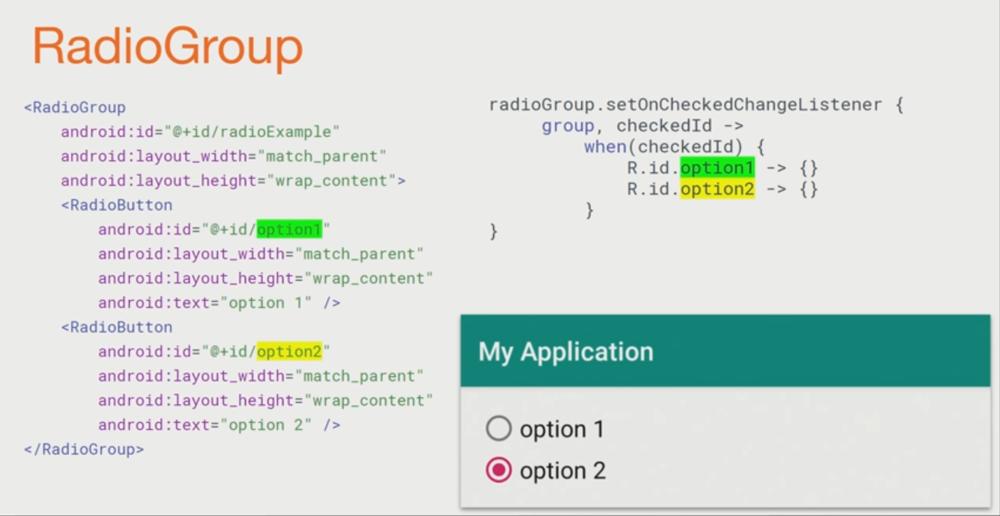 RadioGroup
<RadioGroup
android:id="@+id/radioExample"
android:layout_width="match_parent"
android:layout_height="wrap_content">
<RadioButton
android:id="@+id/option1"
android:layout_width="match_parent"
android:layout_height="wrap_content"
android:text="option 1" />
<RadioButton
android:id="@+id/option2"
android:layout_width="match_parent"
android:layout_height="wrap_content"
android:text="option 2" />
</RadioGroup>
radioGroup.setOnCheckedChangeListener {
group, checkedId ->
when(checkedId) {
R.id.option1 -> {}
R.id.option2 -> {}
}
}
My Application
option 1
option 2